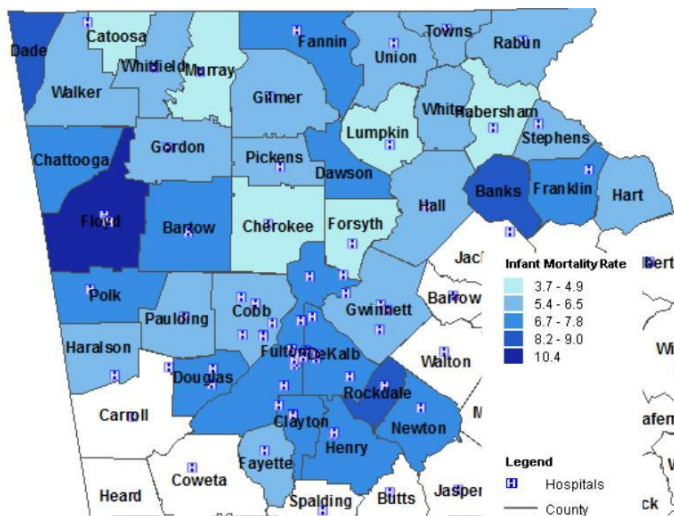 Dade
Catoosa
Fannin
Towns
Rabun
Union
Whitfield
Murray
Walker
Gilmer
White
Habersham
Lumpkin
Stephens
Gordon
Chattooga
Pickens
Dawson
Banks
Franklin
Hart
Hall
Floyd
Bartow
Cherokee
Forsyth
Polk
Cobb
Gwinnett
Barrow
Paulding
Haralson
Fulton
DeKalb
Walton
Douglas
Rockdale
Carroll
Clayton
Newton
Henry
Fayette
Coweta
Heard
Spalding
Butts
Jasper
Infant Mortality Rate
3.7 - 4.9
5.4 - 6.5
6.7 - 7.8
8.2 - 9.0
10.4
Legend
H Hospitals
County